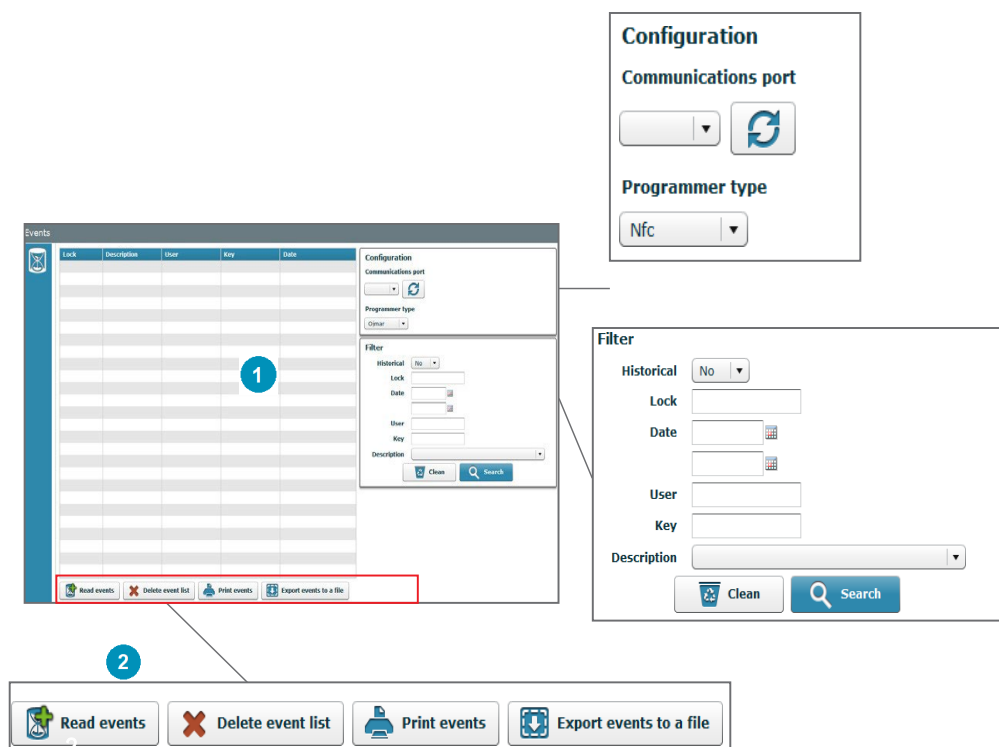 Configuration
Communications port
Programmer type
Nfc
Events
Lock Description User Key Date
Configuration
Communications port
Programmer type
Ojmar
Filter
Historical No
Lock
Date
User
Key
Description
Clean Search
1
Read events Delete event list Print events Export events to a file
Filter
Historical No
Lock
Date
User
Key
Description
Clean Search
2
Read events Delete event list Print events Export events to a file
2